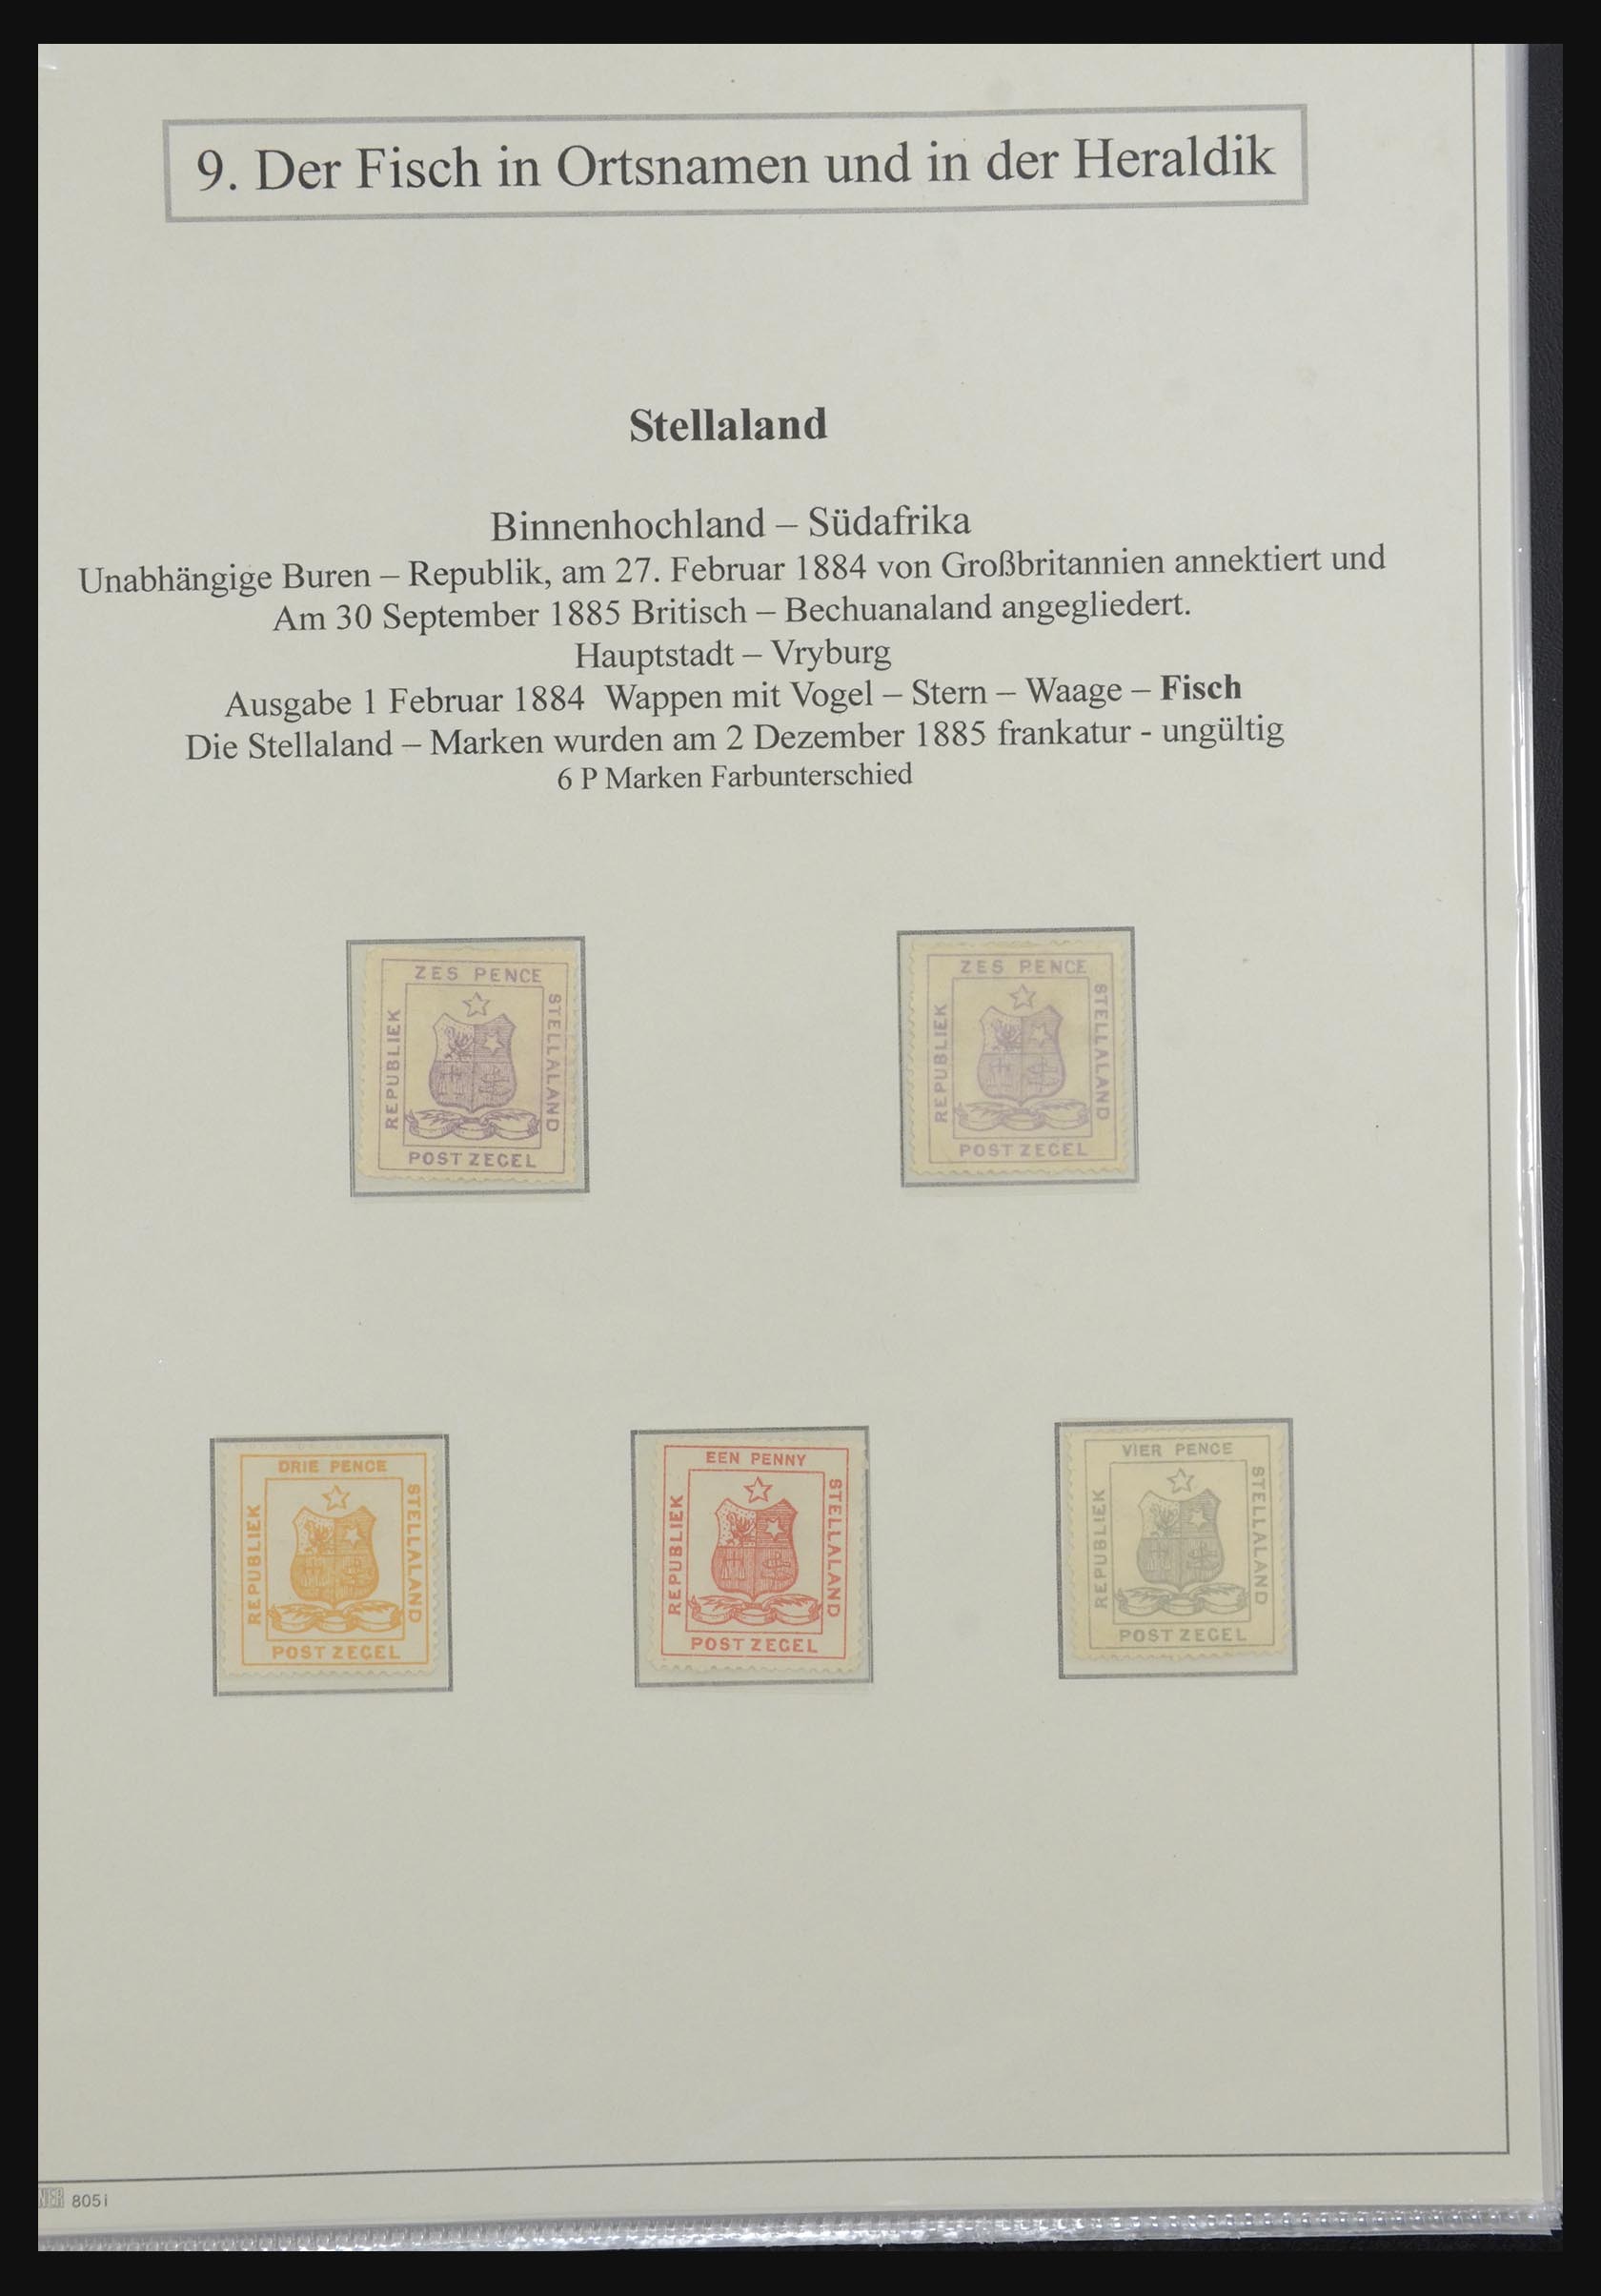 9. Der Fisch in Ortsnamen und in der Heraldik
Stellaland
Binnenhochland – Südafrika
Unabhängige Buren – Republik, am 27. Februar 1884 von Großbritannien annektiert und
Am 30 September 1885 Britisch – Bechuanaland angegliedert.
Hauptstadt – Vryburg
Ausgabe 1 Februar 1884 Wappen mit Vogel – Stern – Waage – Fisch
Die Stellaland – Marken wurden am 2 Dezember 1885 frankatur - ungültig
6 P Marken Farbunterschied
ZES PENCE
REPUBLIEK
STELLALAND
POST ZEGEL
ZES PENCE
REPUBLIEK
STELLALAND
POST ZEGEL
DRIE PENCE
REPUBLIEK
STELLALAND
POST ZEGEL
EEN PENNY
REPUBLIEK
STELLALAND
POST ZEGEL
VIER PENCE
REPUBLIEK
STELLALAND
POST ZEGEL
805i